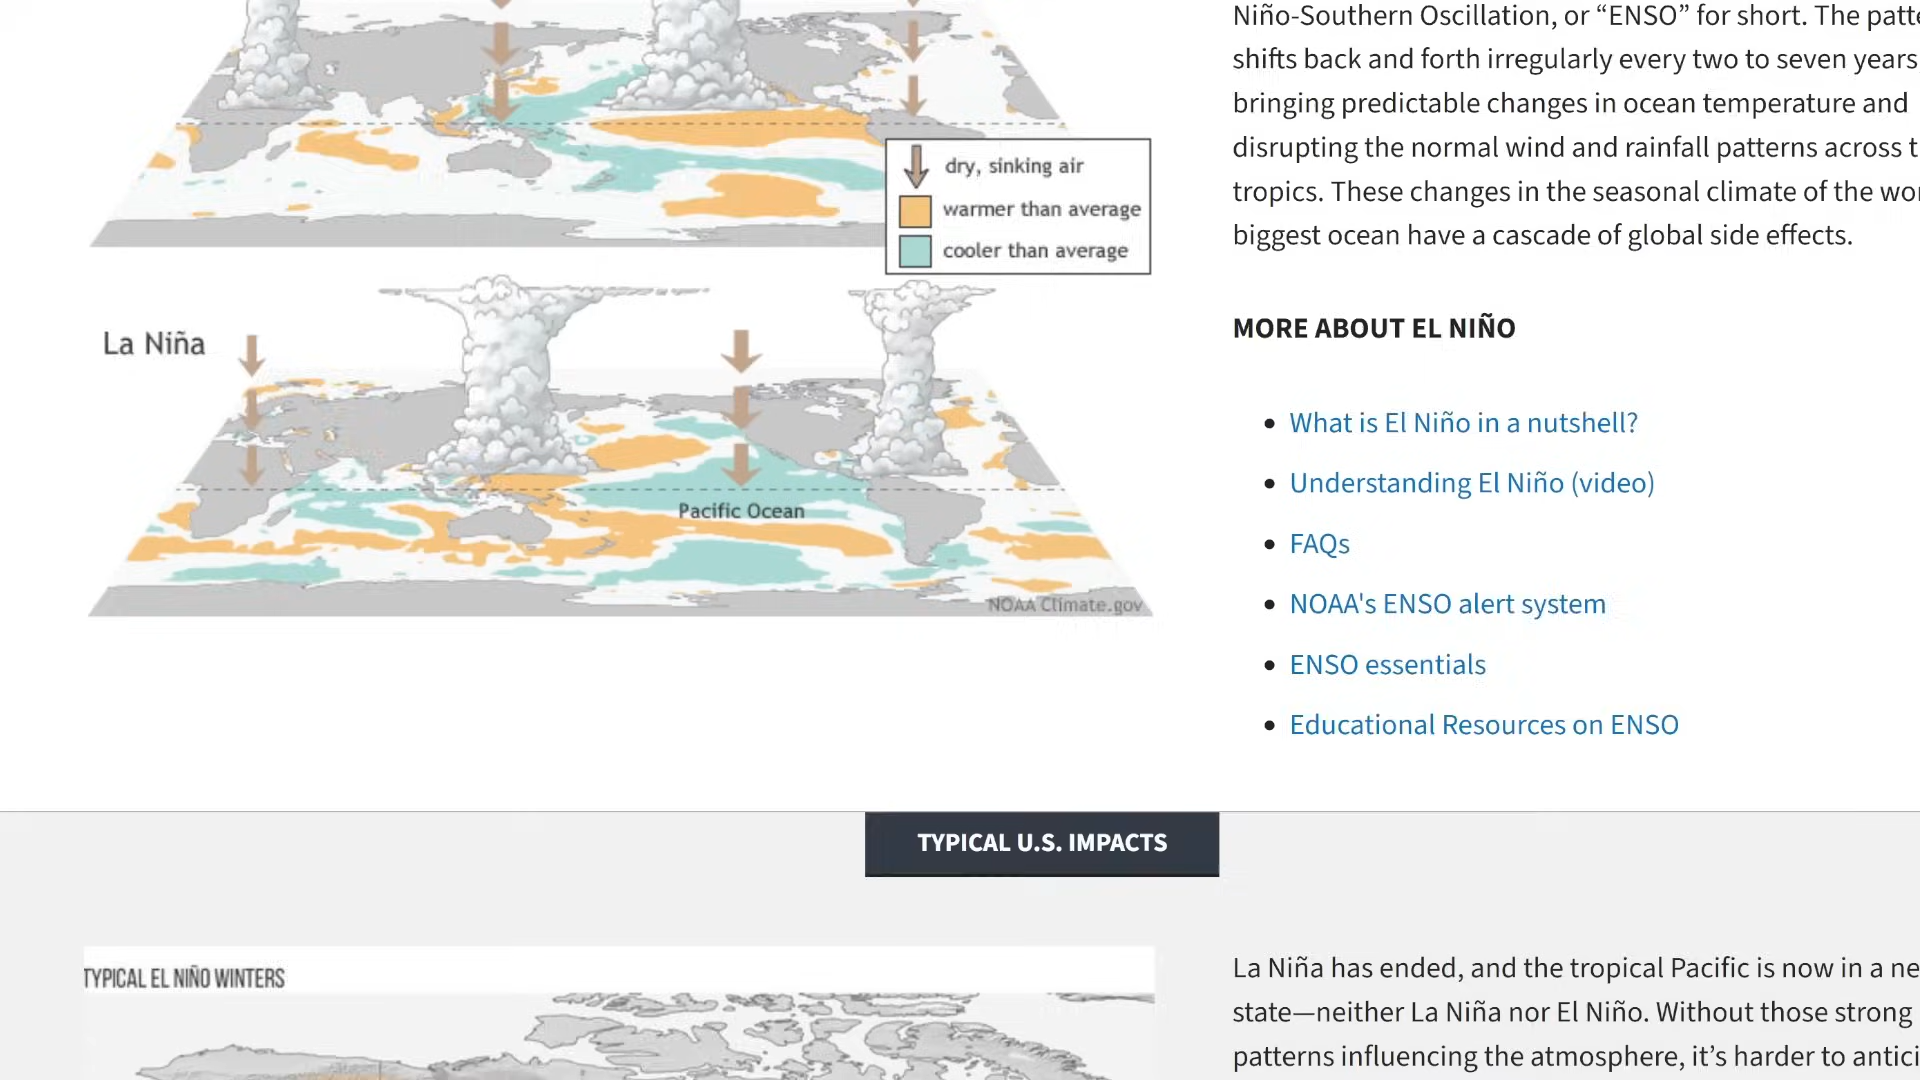 dry, sinking air
warmer than average
cooler than average
La Niña
Pacific Ocean
NOAA Climate.gov
Niño-Southern Oscillation, or “ENSO” for short. The
shifts back and forth irregularly every two to seven years
bringing predictable changes in ocean temperature and
disrupting the normal wind and rainfall patterns across
tropics. These changes in the seasonal climate of the
biggest ocean have a cascade of global side effects.
MORE ABOUT EL NIÑO
• What is El Niño in a nutshell?
• Understanding El Niño (video)
• FAQs
• NOAA's ENSO alert system
• ENSO essentials
• Educational Resources on ENSO
TYPICAL U.S. IMPACTS
TYPICAL EL NIÑO WINTERS
La Niña has ended, and the tropical Pacific is now in a
state—neither La Niña nor El Niño. Without those strong
patterns influencing the atmosphere, it’s harder to